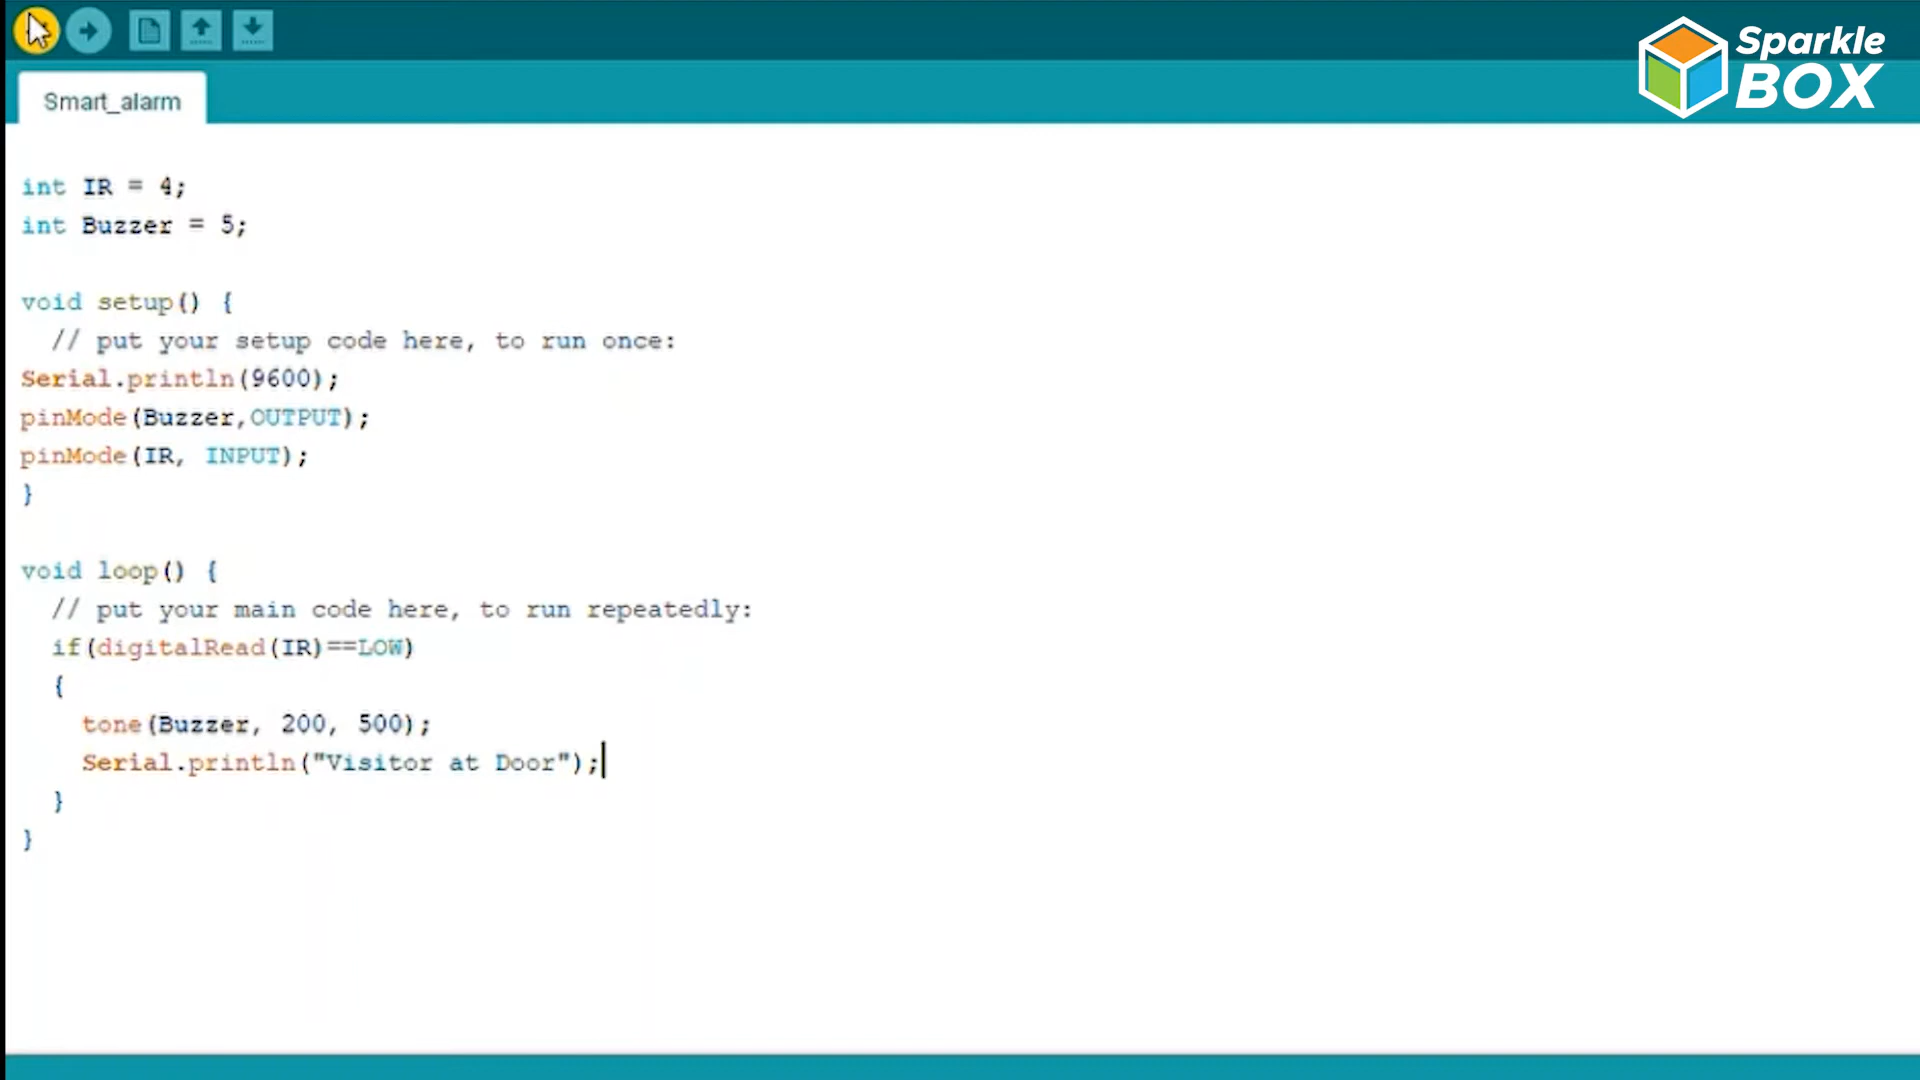 Sparkle
BOX
Smart_alarm
int IR = 4;
int Buzzer = 5;
void setup() {
// put your setup code here, to run once:
Serial.println(9600);
pinMode(Buzzer,OUTPUT);
pinMode(IR, INPUT);
}
void loop() {
// put your main code here, to run repeatedly:
if(digitalRead(IR)==LOW)
{
tone(Buzzer, 200, 500);
Serial.println("Visitor at Door");
}
}